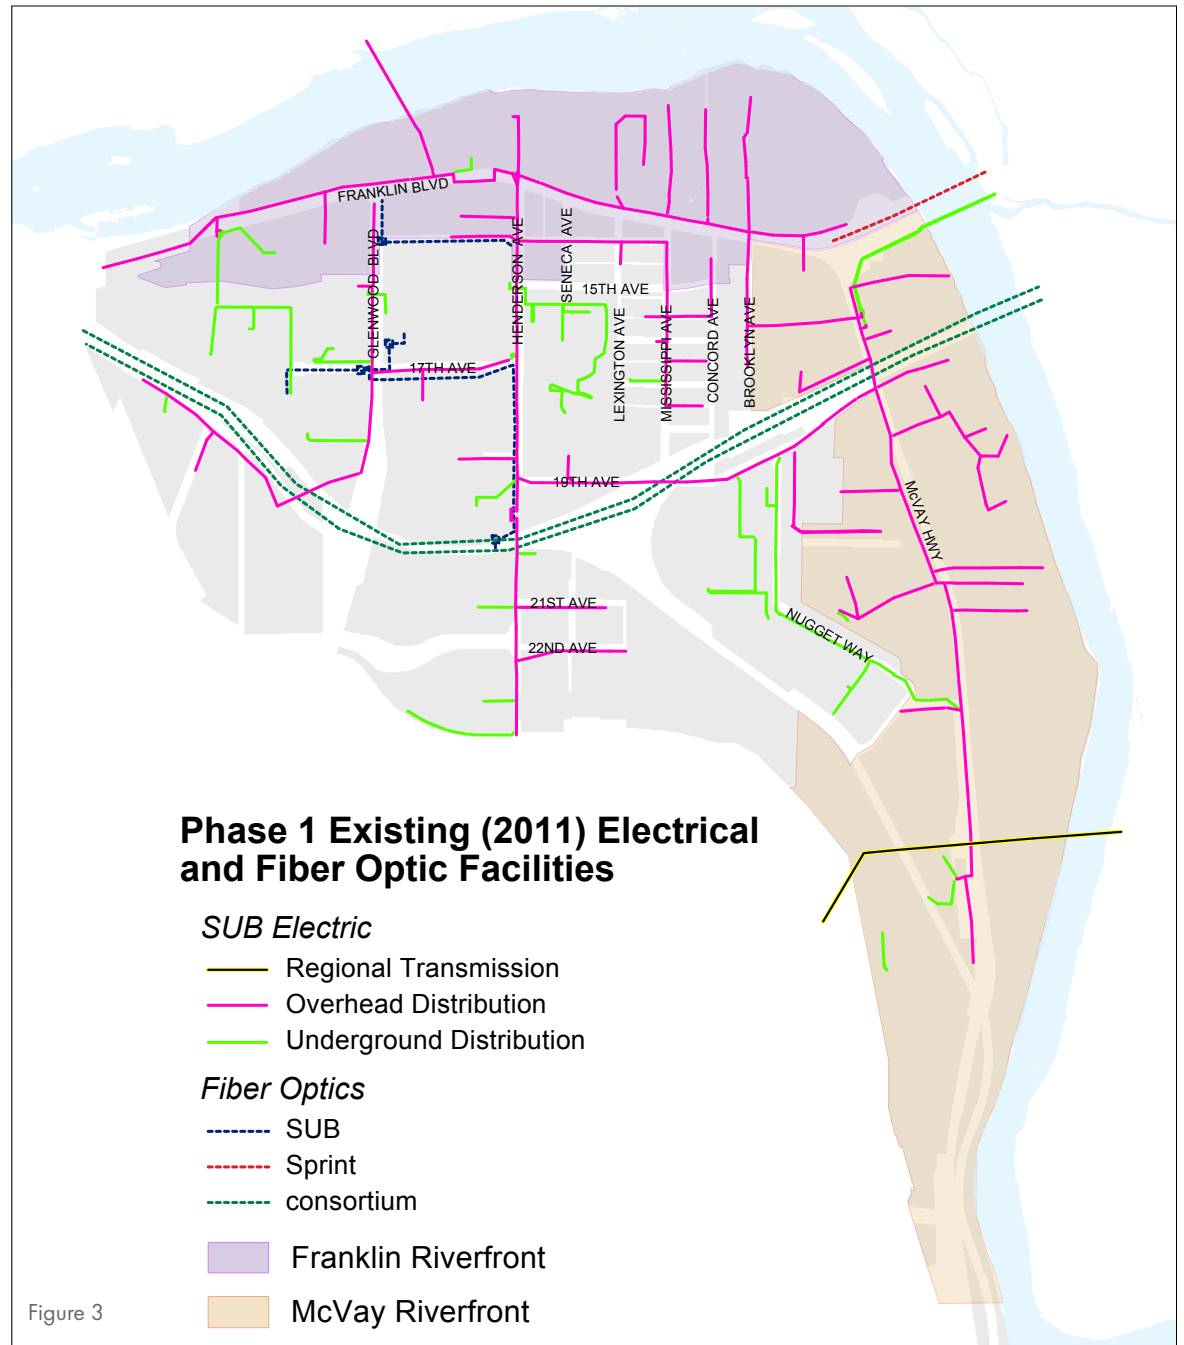 FRANKLIN BLVD
GLENWOOD BLVD
HENDERSON AVE
SENECA AVE
15TH AVE
LEXINGTON AVE
MISSISSIPPI AVE
CONCORD AVE
BROOKLYN AVE
17TH AVE
19TH AVE
McVAY HWY
21ST AVE
22ND AVE
NUGGET WAY
Phase 1 Existing (2011) Electrical
and Fiber Optic Facilities
SUB Electric
Regional Transmission
Overhead Distribution
Underground Distribution
Fiber Optics
SUB
Sprint
consortium
Franklin Riverfront
McVay Riverfront
Figure 3